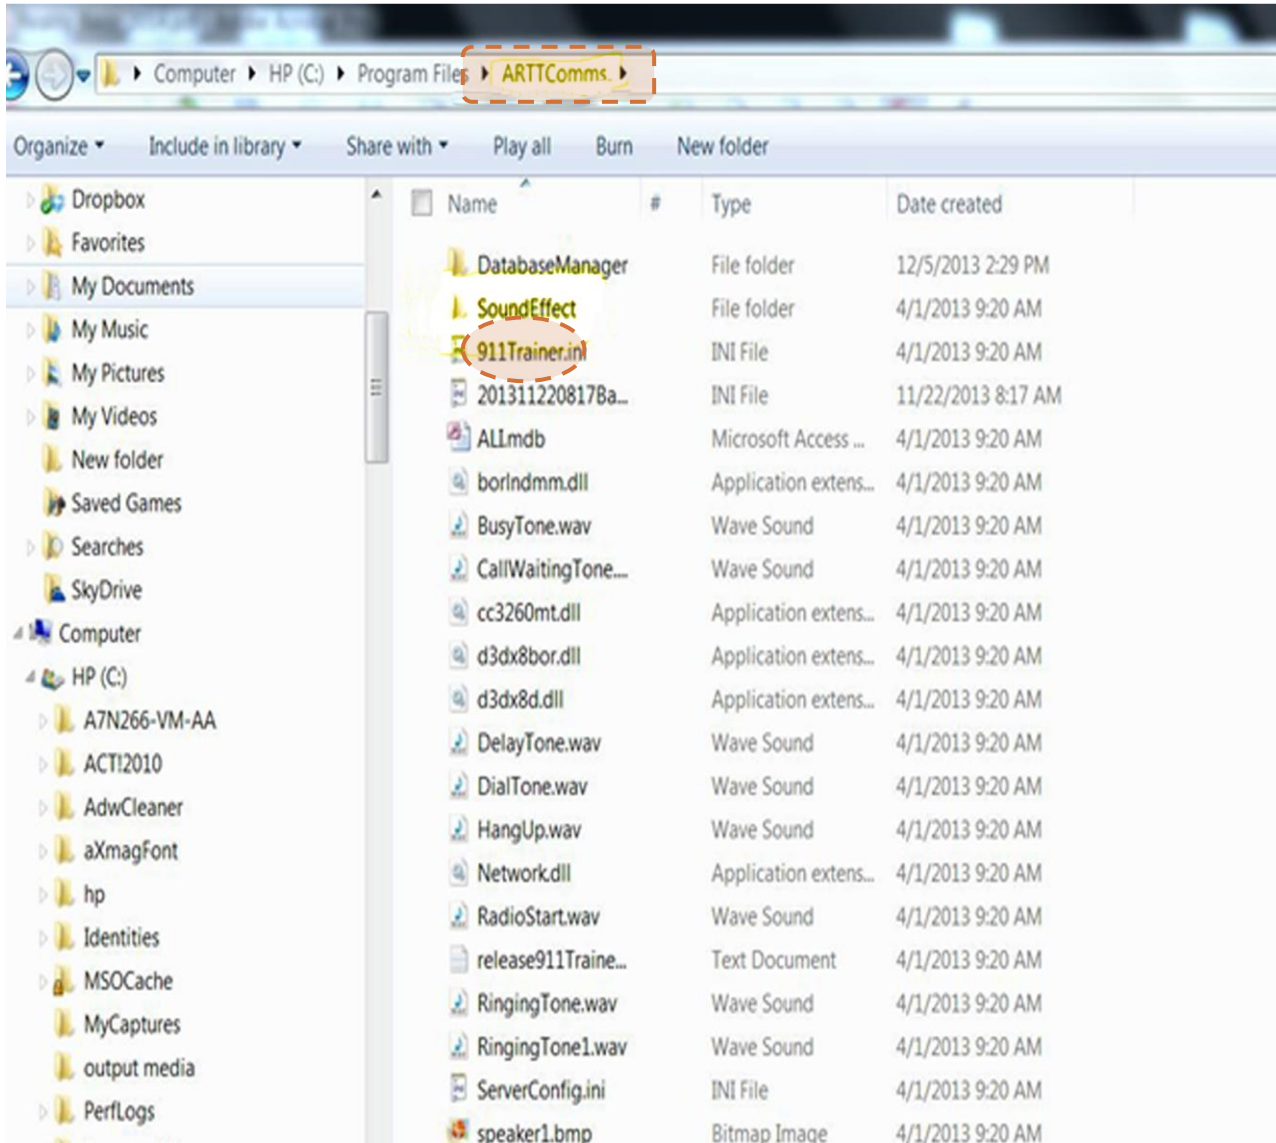 Computer HP (C:) Program Files ARTTComms.
Organize Include in library Share with Play all Burn New folder
Dropbox
Favorites
My Documents
My Music
My Pictures
My Videos
New folder
Saved Games
Searches
SkyDrive
Computer
HP (C:)
A7N266-VM-AA
ACT!2010
AdwCleaner
aXmagFont
hp
Identities
MSOCache
MyCaptures
output media
PerfLogs
Name # Type Date created
DatabaseManager File folder 12/5/2013 2:29 PM
SoundEffect File folder 4/1/2013 9:20 AM
911Trainer.ini INI File 4/1/2013 9:20 AM
201311220817Ba... INI File 11/22/2013 8:17 AM
ALI.mdb Microsoft Access ... 4/1/2013 9:20 AM
borlndmm.dll Application extens... 4/1/2013 9:20 AM
BusyTone.wav Wave Sound 4/1/2013 9:20 AM
CallWaitingTone.... Wave Sound 4/1/2013 9:20 AM
cc3260mt.dll Application extens... 4/1/2013 9:20 AM
d3dx8bor.dll Application extens... 4/1/2013 9:20 AM
d3dx8d.dll Application extens... 4/1/2013 9:20 AM
DelayTone.wav Wave Sound 4/1/2013 9:20 AM
DialTone.wav Wave Sound 4/1/2013 9:20 AM
HangUp.wav Wave Sound 4/1/2013 9:20 AM
Network.dll Application extens... 4/1/2013 9:20 AM
RadioStart.wav Wave Sound 4/1/2013 9:20 AM
release911Traine... Text Document 4/1/2013 9:20 AM
RingingTone.wav Wave Sound 4/1/2013 9:20 AM
RingingTone1.wav Wave Sound 4/1/2013 9:20 AM
ServerConfig.ini INI File 4/1/2013 9:20 AM
speaker1.bmp Bitmap Image 4/1/2013 9:20 AM